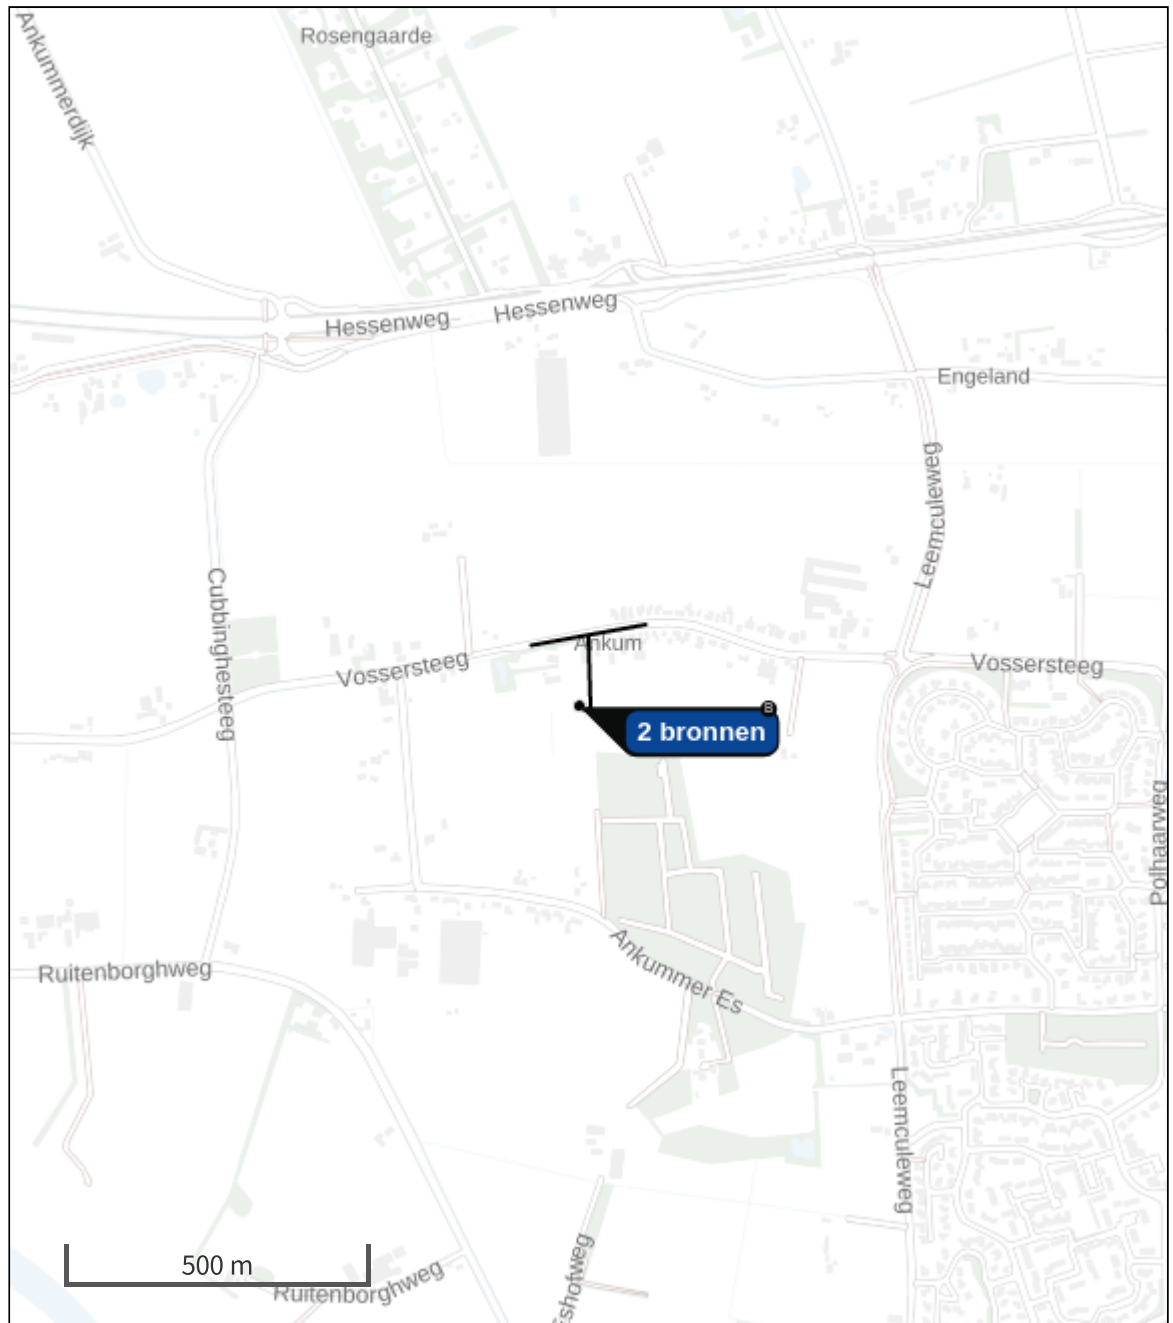 Rosengaarde
Ankummerdijk
Hessenweg
Hessenweg
Engeland
Leemculeweg
Cubbinghesteeg
Ankum
Vossersteeg
Vossersteeg
2 bronnen
B
Polhaarweg
Ankummer Es
Ruitenborghweg
Leemculeweg
500 m
Ruitenborghweg
Eshofweg